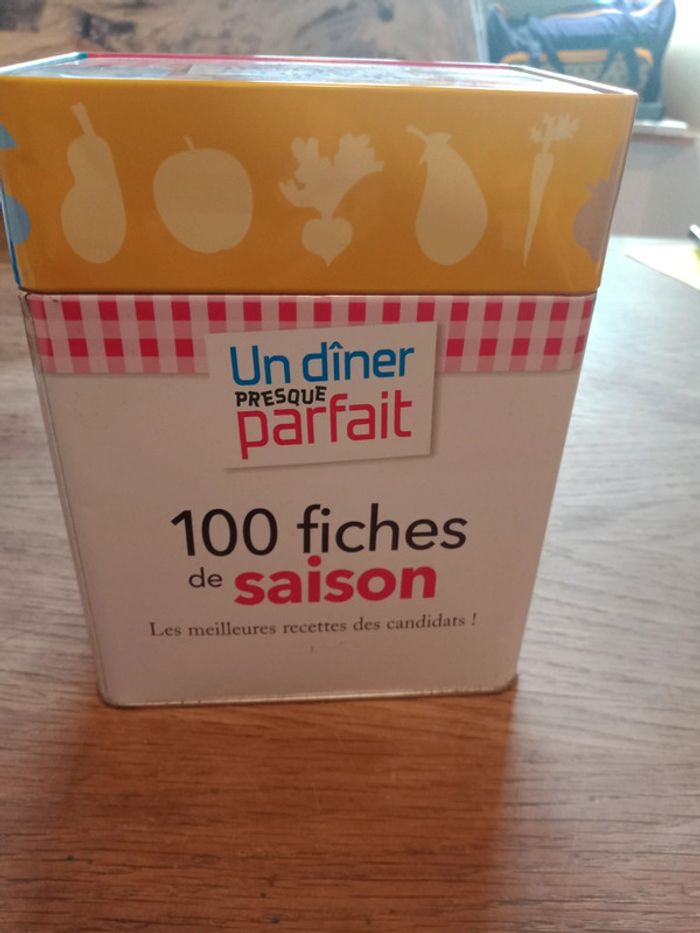 Un dîner
PRESQUE
parfait
100 fiches
de saison
Les meilleures recettes des candidats !